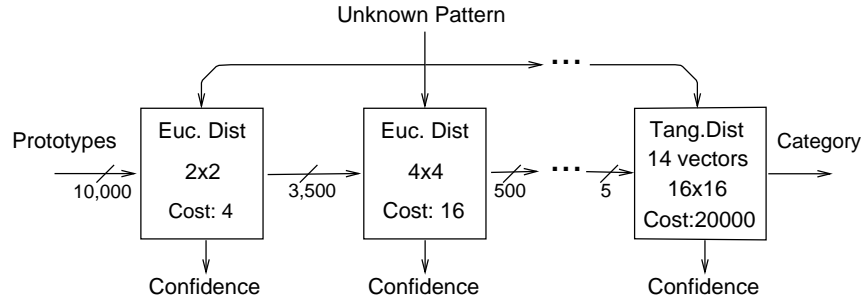 Unknown Pattern
...
Prototypes
10,000
Euc. Dist
2x2
Cost: 4
3,500
Euc. Dist
4x4
Cost: 16
500
...
5
Tang.Dist
14 vectors
16x16
Cost:20000
Category
Confidence
Confidence
Confidence